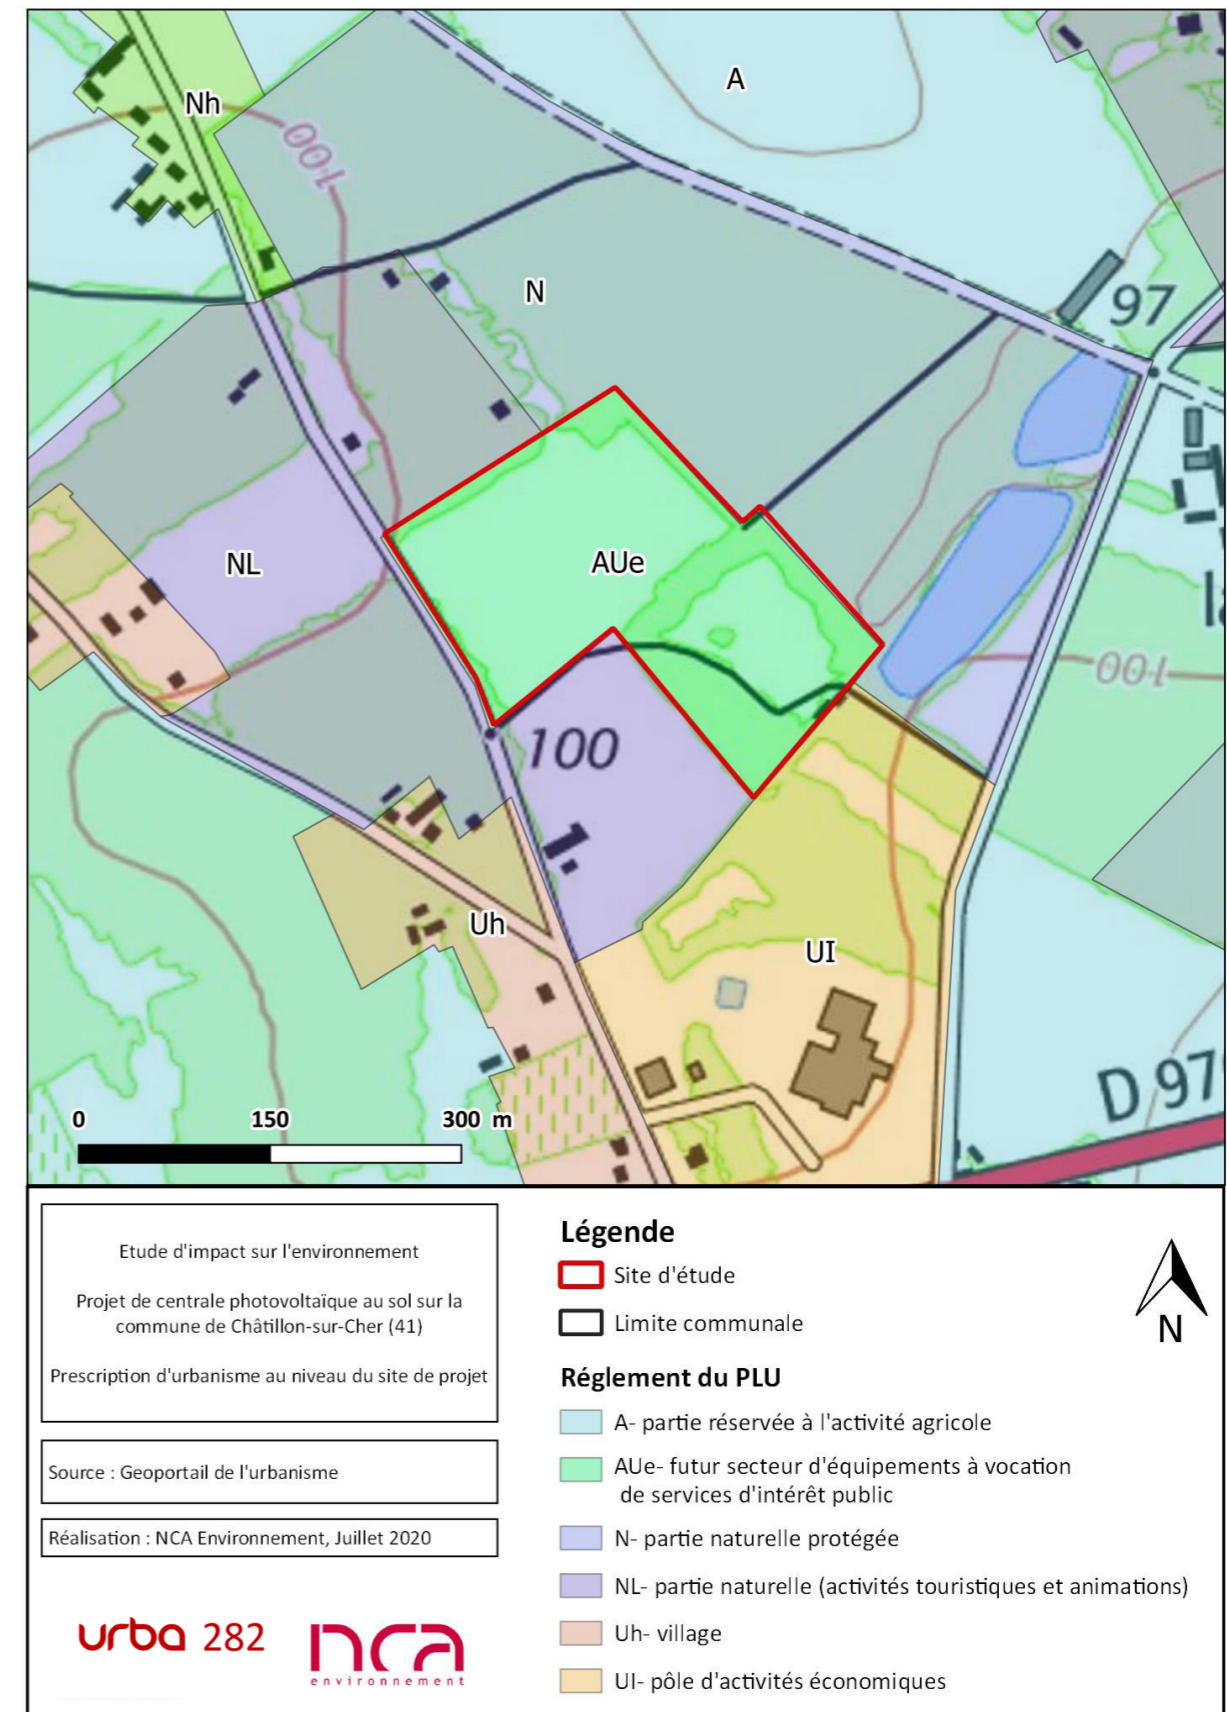 A
Nh
100
N
97
NL
AUe
100
100
Uh
UI
D 97
0 150 300 m
Etude d'impact sur l'environnement
Projet de centrale photovoltaïque au sol sur la
commune de Châtillon-sur-Cher (41)
Prescription d'urbanisme au niveau du site de projet
Source : Geoportail de l'urbanisme
Réalisation : NCA Environnement, Juillet 2020
urba 282
nca
environnement
Légende
Site d'étude
Limite communale
N
Réglement du PLU
A- partie réservée à l'activité agricole
AUe- futur secteur d'équipements à vocation
de services d'intérêt public
N- partie naturelle protégée
NL- partie naturelle (activités touristiques et animations)
Uh- village
UI- pôle d'activités économiques